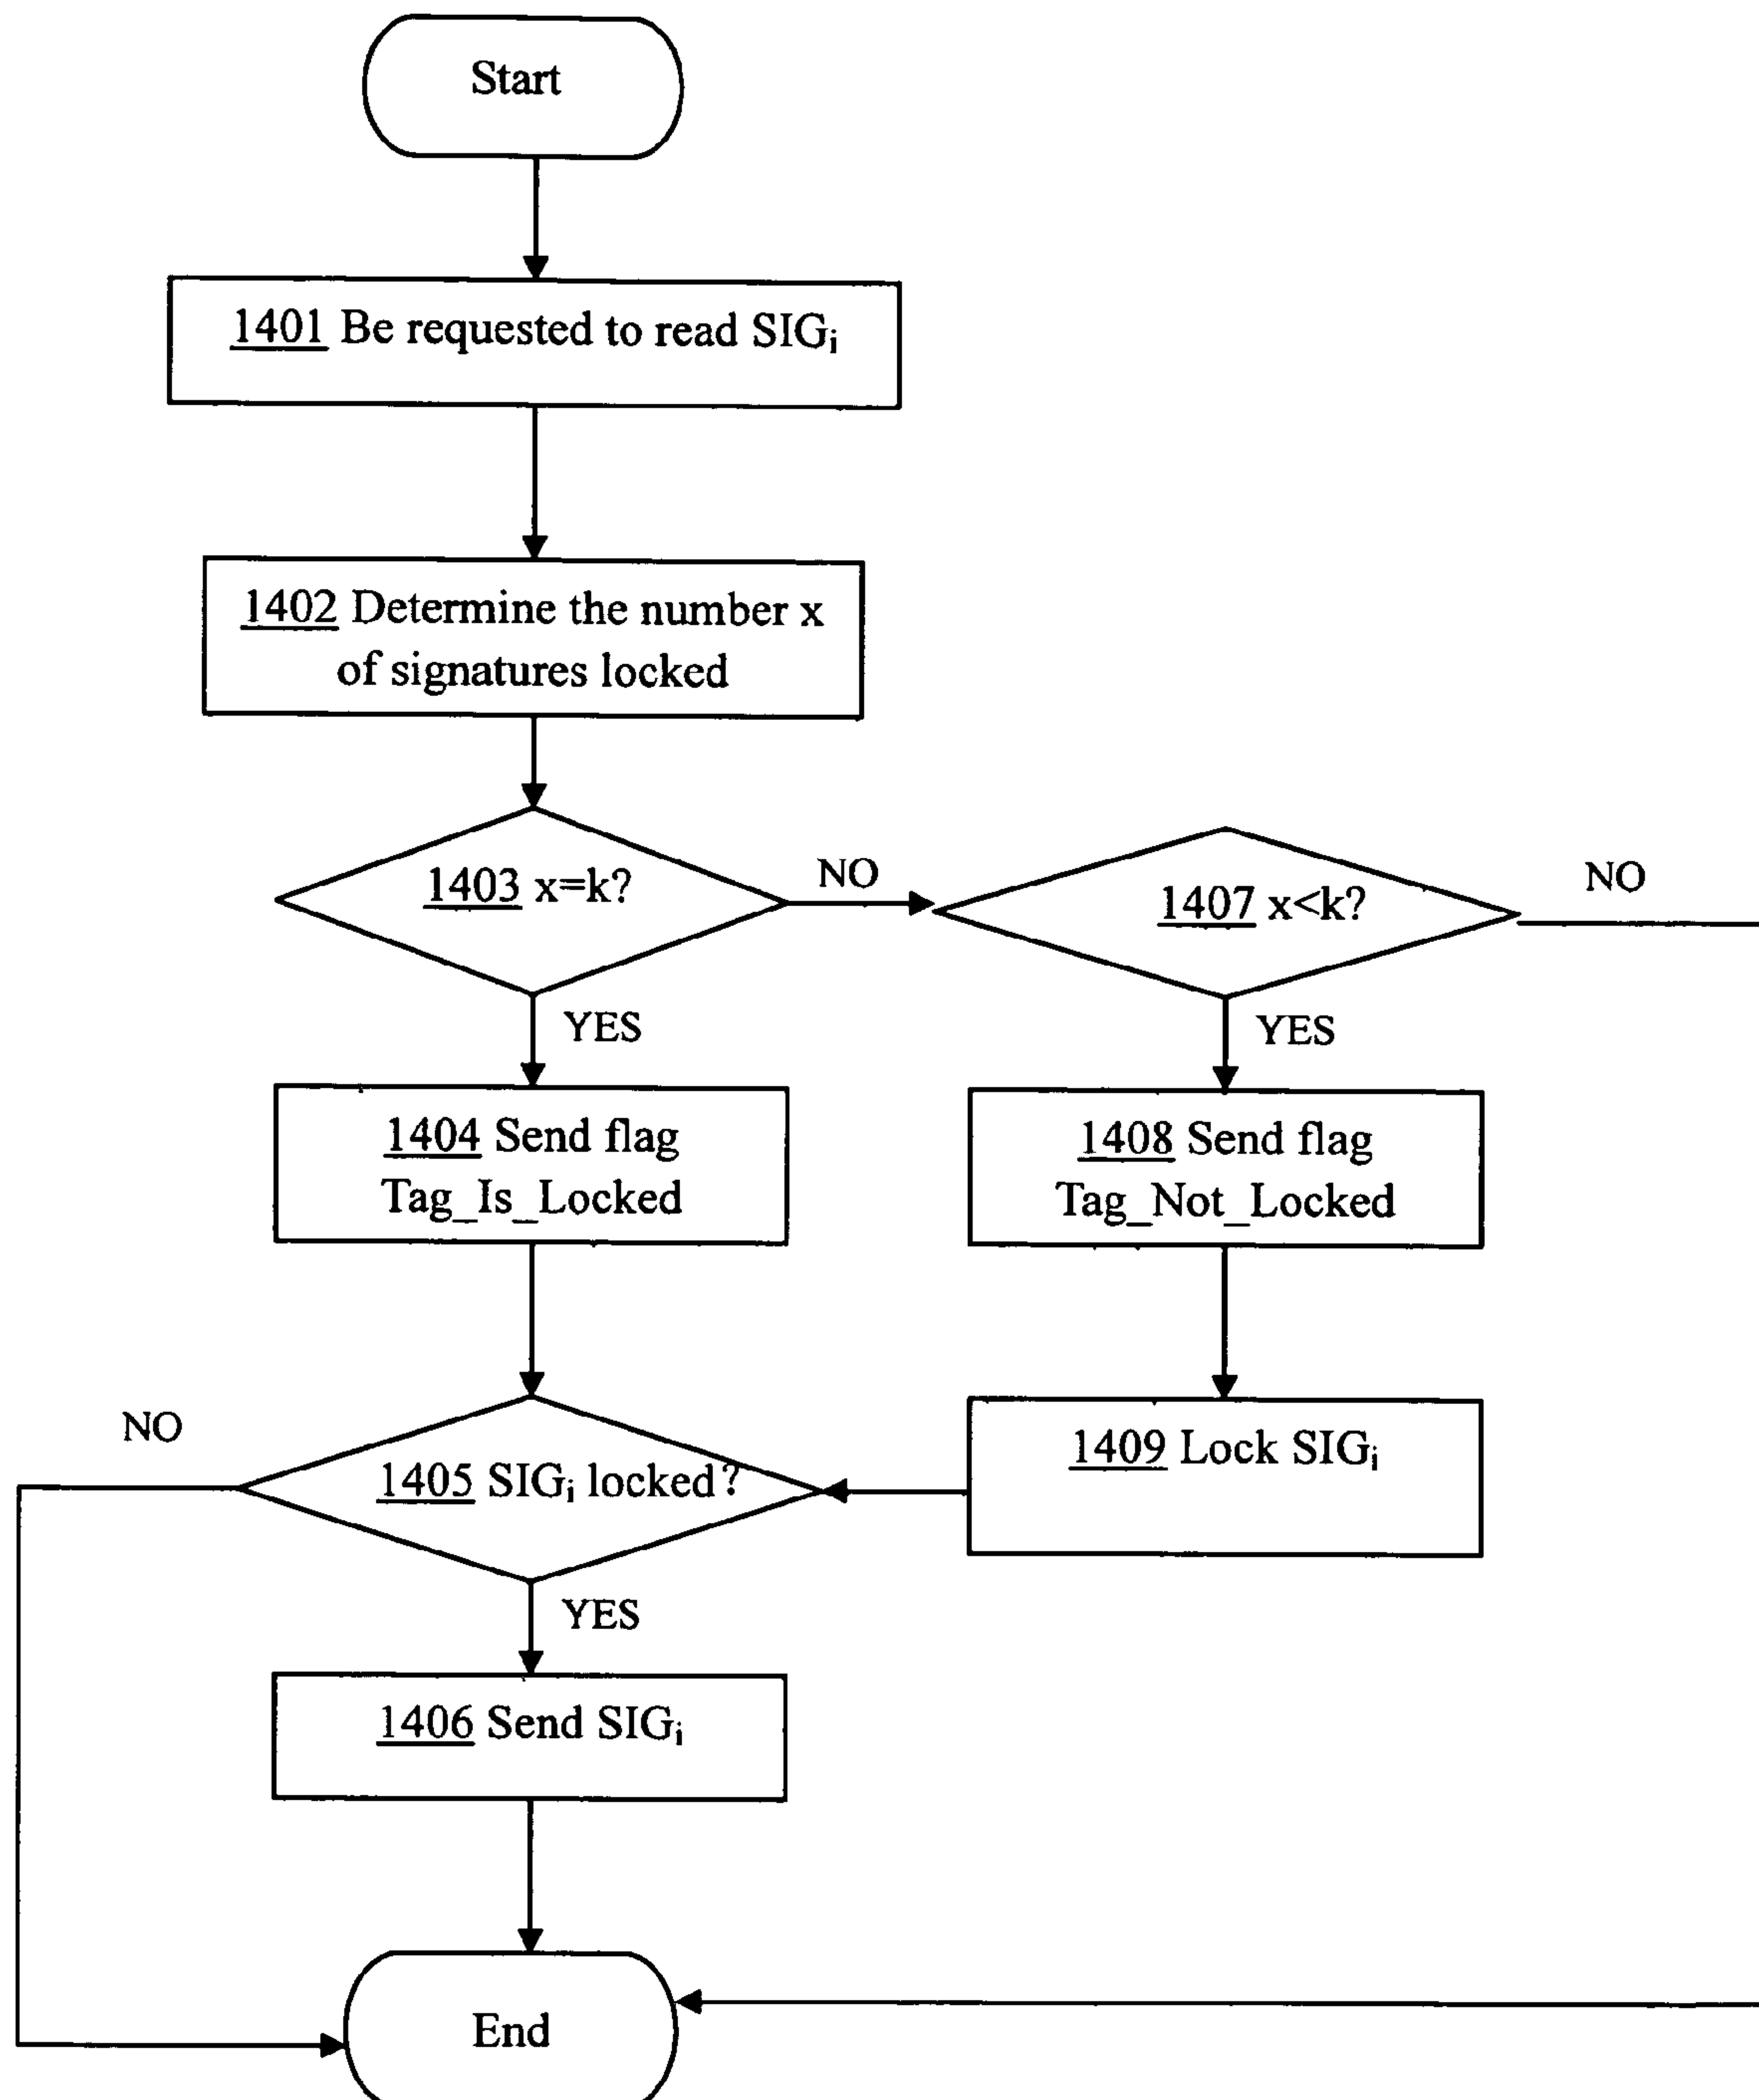 Start
1401 Be requested to read SIGi
1402 Determine the number x
of signatures locked
1403 x=k?
NO
1407 x<k?
NO
YES
YES
1404 Send flag
Tag_Is_Locked
1408 Send flag
Tag_Not_Locked
NO
1405 SIGi locked?
1409 Lock SIGi
YES
1406 Send SIGi
End